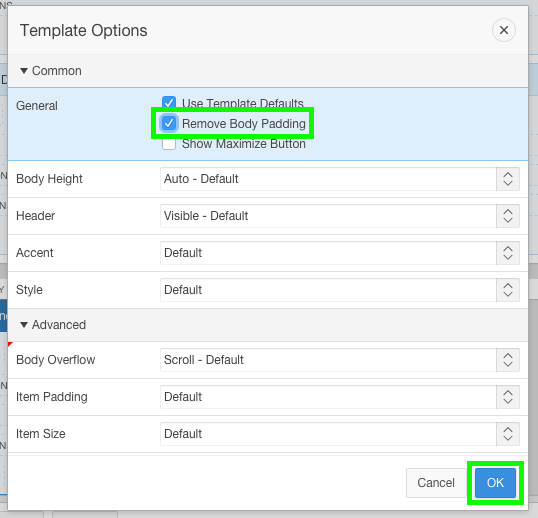 Template Options
Common
General
Use Template Defaults
Remove Body Padding
Show Maximize Button
Body Height Auto - Default
Header Visible - Default
Accent Default
Style Default
Advanced
Body Overflow Scroll - Default
Item Padding Default
Item Size Default
Cancel OK